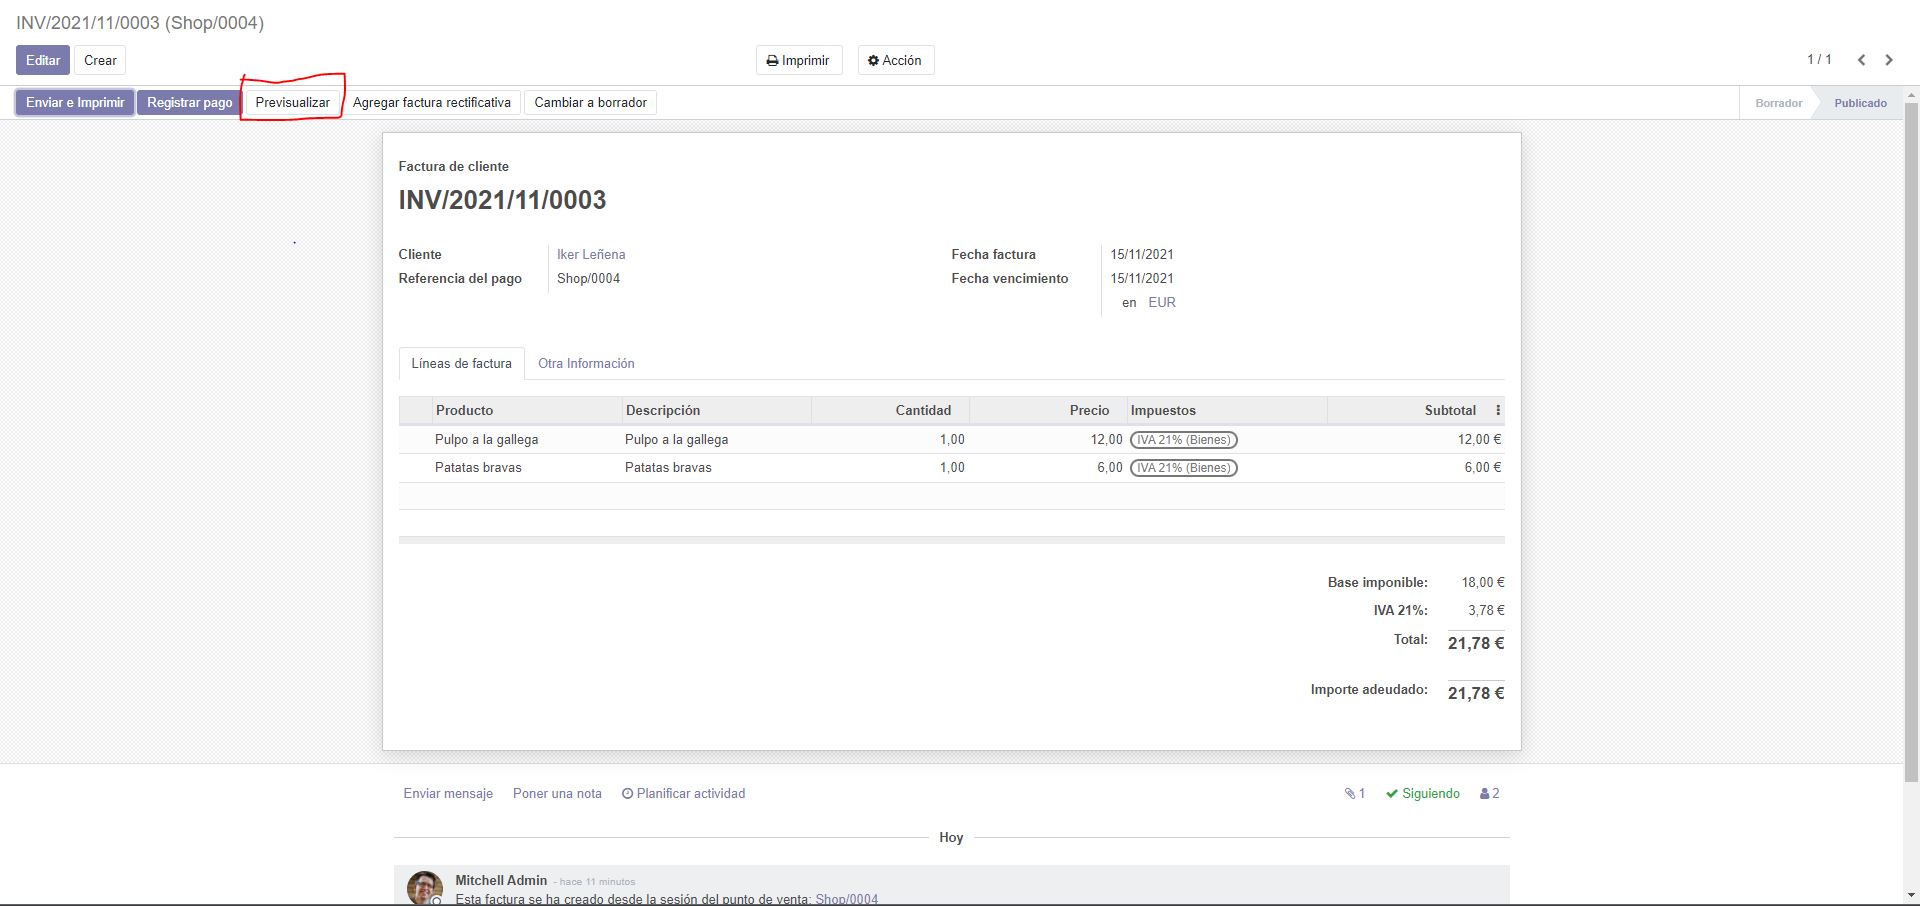 INV/2021/11/0003 (Shop/0004)
Editar Crear Imprimir Acción 1 / 1
Enviar e Imprimir Registrar pago Previsualizar Agregar factura rectificativa Cambiar a borrador Borrador Publicado
Factura de cliente
INV/2021/11/0003
Cliente Iker Leñena Fecha factura 15/11/2021
Referencia del pago Shop/0004 Fecha vencimiento 15/11/2021
en EUR
Líneas de factura Otra Información
Producto Descripción Cantidad Precio Impuestos Subtotal
Pulpo a la gallega Pulpo a la gallega 1,00 12,00 IVA 21% (Bienes) 12,00 €
Patatas bravas Patatas bravas 1,00 6,00 IVA 21% (Bienes) 6,00 €
Base imponible: 18,00 €
IVA 21%: 3,78 €
Total: 21,78 €
Importe adeudado: 21,78 €
Enviar mensaje Poner una nota Planificar actividad 1 Siguiendo 2
Hoy
Mitchell Admin - hace 11 minutos
Esta factura se ha creado desde la sesión del punto de venta: Shop/0004